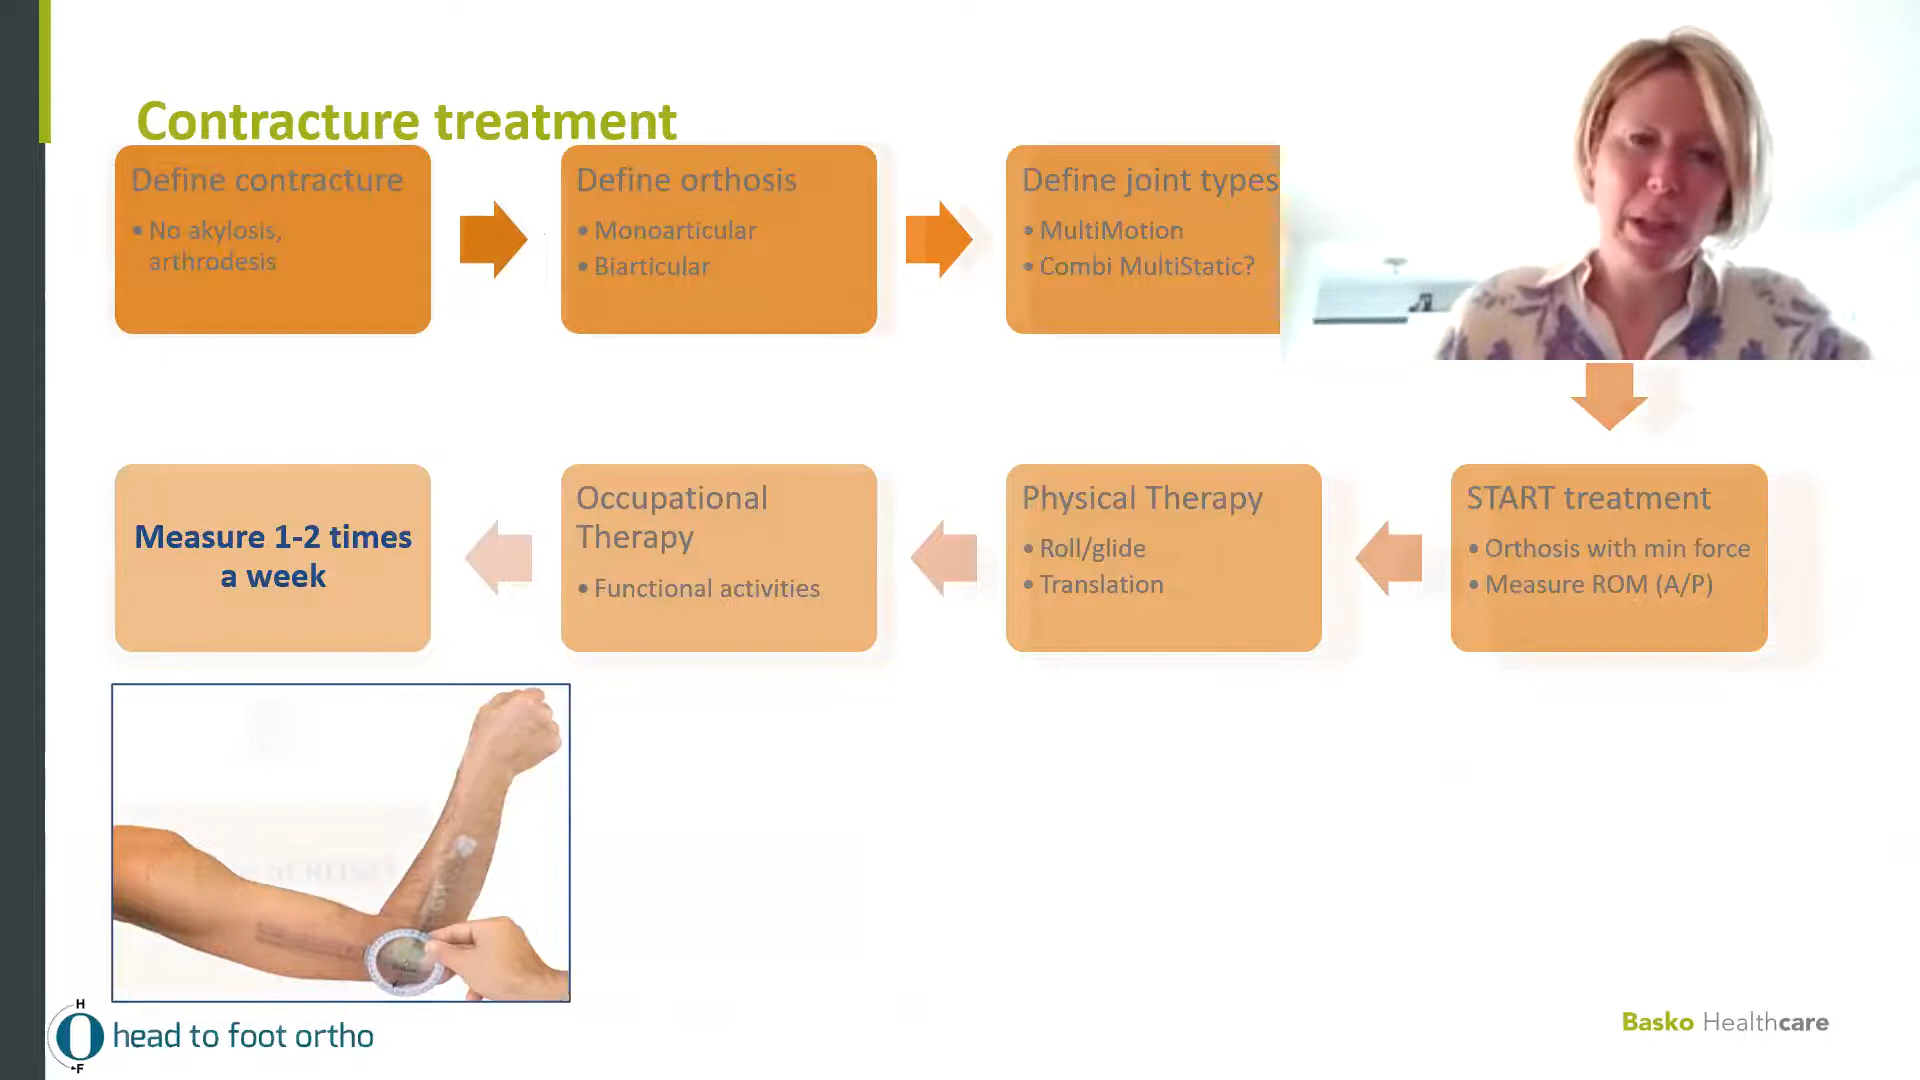 Contracture treatment
Define contracture
• No akylosis,
arthrodesis
Define orthosis
• Monoarticular
• Biarticular
Define joint types
• MultiMotion
• Combi MultiStatic?
START treatment
• Orthosis with min force
• Measure ROM (A/P)
Physical Therapy
• Roll/glide
• Translation
Occupational
Therapy
• Functional activities
Measure 1-2 times
a week
H
head to foot ortho
F
Basko Healthcare